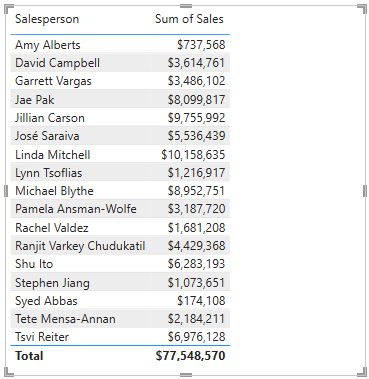 Salesperson Sum of Sales
Amy Alberts $737,568
David Campbell $3,614,761
Garrett Vargas $3,486,102
Jae Pak $8,099,817
Jillian Carson $9,755,992
José Saraiva $5,536,439
Linda Mitchell $10,158,635
Lynn Tsoflias $1,216,917
Michael Blythe $8,952,751
Pamela Ansman-Wolfe $3,187,720
Rachel Valdez $1,681,208
Ranjit Varkey Chudukatil $4,429,368
Shu Ito $6,283,193
Stephen Jiang $1,073,651
Syed Abbas $174,108
Tete Mensa-Annan $2,184,211
Tsvi Reiter $6,976,128
Total $77,548,570